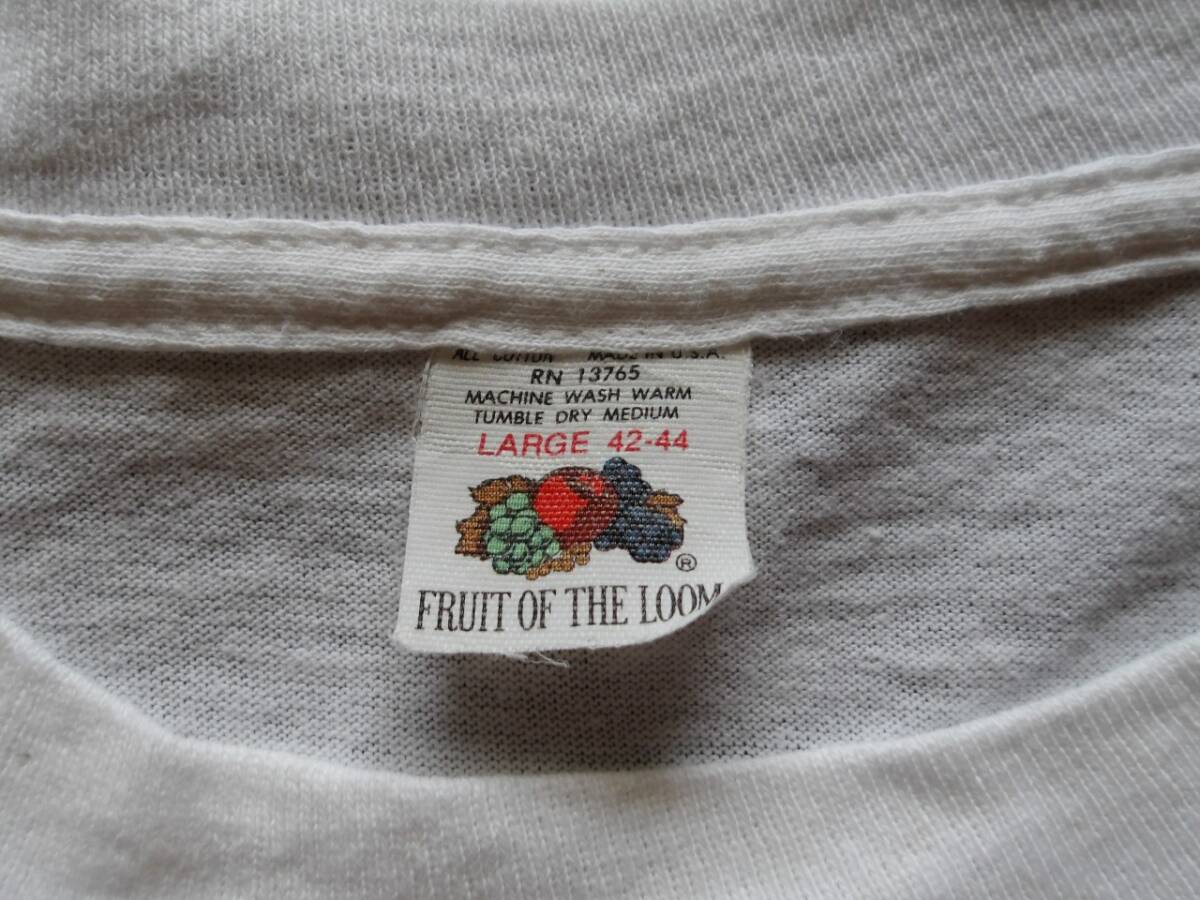 ALL COTTON MADE IN U.S.A.
RN 13765
MACHINE WASH WARM
TUMBLE DRY MEDIUM
LARGE 42-44
®
FRUIT OF THE LOOM